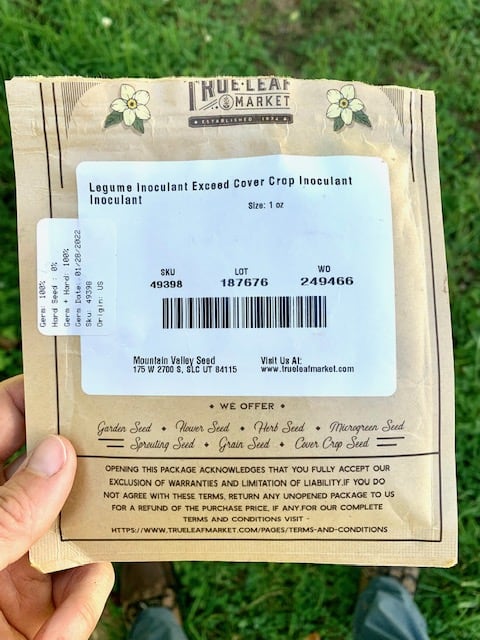 TRUE LEAF
MARKET
ESTABLISHED 1974
Legume Inoculant Exceed Cover Crop Inoculant
Inoculant
Size: 1 oz
SKU LOT WO
49398 187676 249466
Mountain Valley Seed Visit Us At:
175 W 2700 S, SLC UT 84115 www.trueleafmarket.com
Germ: 100%
Hard Seed : 0%
Germ + Hard: 100%
Germ Date: 01/28/2022
Sku: 49398
Origin: US
WE OFFER
Garden Seed • Flower Seed • Herb Seed • Microgreen Seed
Sprouting Seed • Grain Seed • Cover Crop Seed
OPENING THIS PACKAGE ACKNOWLEDGES THAT YOU FULLY ACCEPT OUR
EXCLUSION OF WARRANTIES AND LIMITATION OF LIABILITY.IF YOU DO
NOT AGREE WITH THESE TERMS, RETURN ANY UNOPENED PACKAGE TO US
FOR A REFUND OF THE PURCHASE PRICE, IF ANY.FOR OUR COMPLETE
TERMS AND CONDITIONS VISIT -
HTTPS://WWW.TRUELEAFMARKET.COM/PAGES/TERMS-AND-CONDITIONS